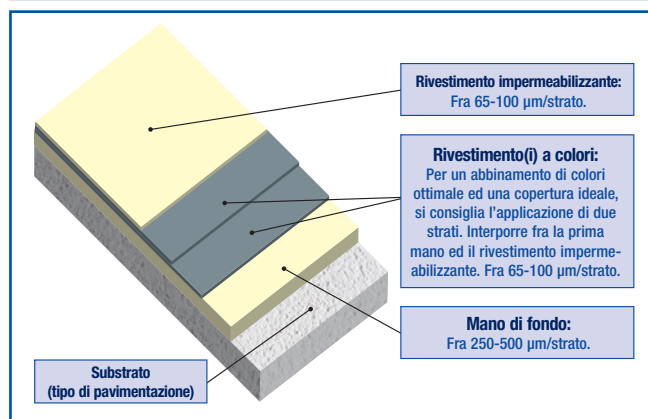 Rivestimento impermeabilizzante:
Fra 65-100 µm/strato.
Rivestimento(i) a colori:
Per un abbinamento di colori
ottimale ed una copertura ideale,
si consiglia l'applicazione di due
strati. Interporre fra la prima
mano ed il rivestimento imperme-
abilizzante. Fra 65-100 µm/strato.
Mano di fondo:
Fra 250-500 µm/strato.
Substrato
(tipo di pavimentazione)